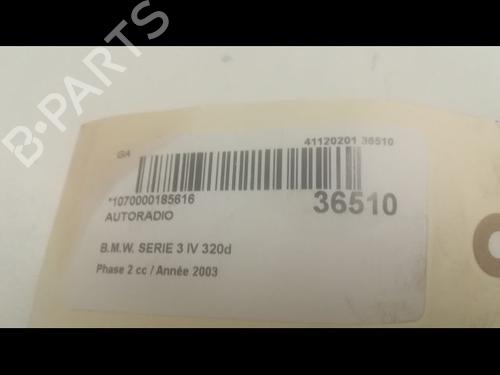 B-PARTS
GA
41120201 36510
*1070000185616
36510
AUTORADIO
B.M.W. SERIE 3 IV 320d
Phase 2 cc / Année 2003